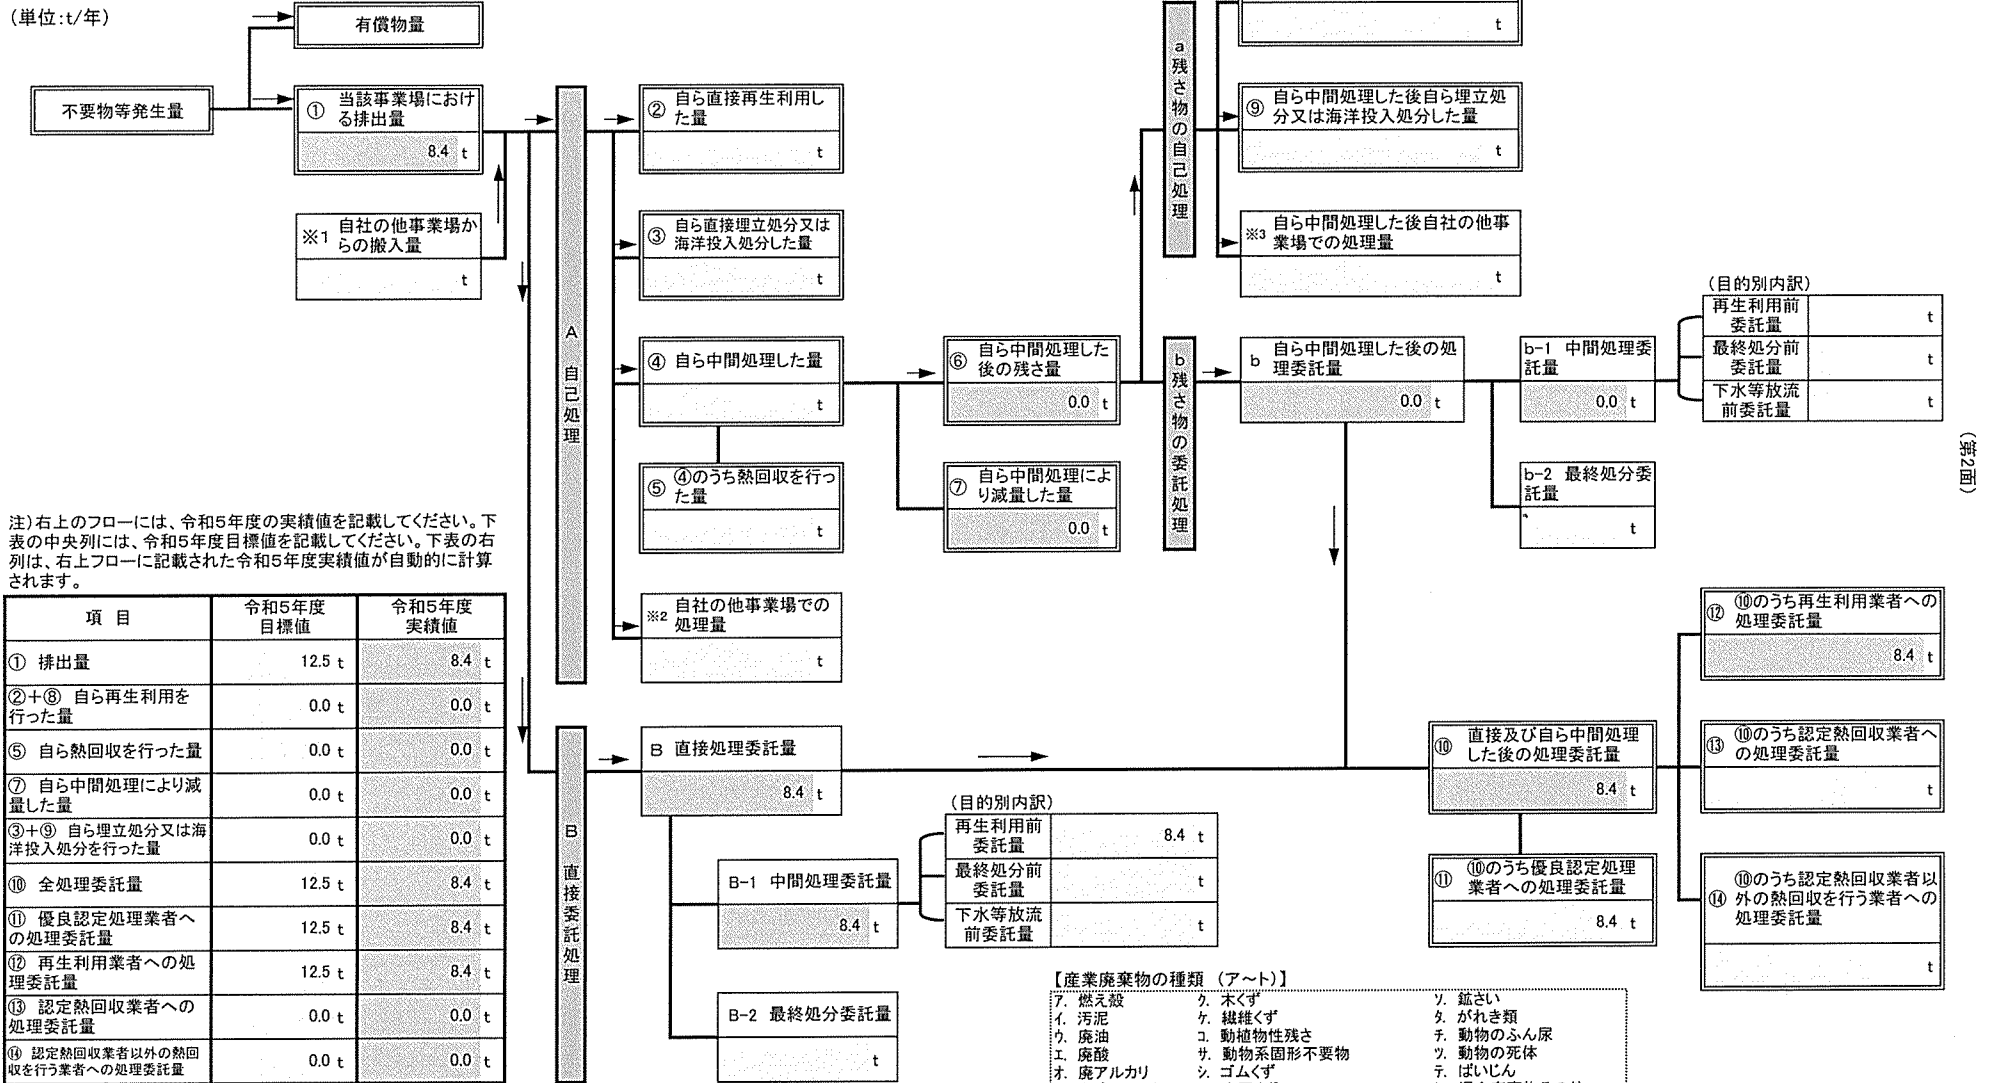 (単位:t/年)
有償物量
不要物等発生量
① 当該事業場におけ
る排出量
8.4 t
※1 自社の他事業場か
らの搬入量
t
A 自己処理
② 自ら直接再生利用し
た量
t
③ 自ら直接埋立処分又は
海洋投入処分した量
t
④ 自ら中間処理した量
t
⑤ ④のうち熱回収を行っ
た量
t
※2 自社の他事業場での
処理量
t
⑥ 自ら中間処理した
後の残さ量
0.0 t
⑦ 自ら中間処理によ
り減量した量
0.0 t
a 残さ物の自己処理
t
⑨ 自ら中間処理した後自ら埋立処
分又は海洋投入処分した量
t
※3 自ら中間処理した後自社の他事
業場での処理量
t
b 残さ物の委託処理
b 自ら中間処理した後の処
理委託量
0.0 t
b-1 中間処理委
託量
0.0 t
(目的別内訳)
再生利用前
委託量
t
最終処分前
委託量
t
下水等放流
前委託量
t
b-2 最終処分委
託量
t
(第2面)
注)右上のフローには、令和5年度の実績値を記載してください。下
表の中央列には、令和5年度目標値を記載してください。下表の右
列は、右上フローに記載された令和5年度実績値が自動的に計算
されます。
項 目 令和5年度 令和5年度
目標値 実績値
① 排出量 12.5 t 8.4 t
②+⑧ 自ら再生利用を
行った量 0.0 t 0.0 t
⑤ 自ら熱回収を行った量 0.0 t 0.0 t
⑦ 自ら中間処理により減
量した量 0.0 t 0.0 t
③+⑨ 自ら埋立処分又は海
洋投入処分を行った量 0.0 t 0.0 t
⑩ 全処理委託量 12.5 t 8.4 t
⑪ 優良認定処理業者へ
の処理委託量 12.5 t 8.4 t
⑫ 再生利用業者への処
理委託量 12.5 t 8.4 t
⑬ 認定熱回収業者への
処理委託量 0.0 t 0.0 t
⑭ 認定熱回収業者以外の熱回
収を行う業者への処理委託量 0.0 t 0.0 t
B 直接委託処理
B 直接処理委託量
8.4 t
B-1 中間処理委託量
8.4 t
(目的別内訳)
再生利用前
委託量
8.4 t
最終処分前
委託量
t
下水等放流
前委託量
t
B-2 最終処分委託量
t
⑩ 直接及び自ら中間処理
した後の処理委託量
8.4 t
⑪ ⑩のうち優良認定処理
業者への処理委託量
8.4 t
⑫ ⑩のうち再生利用業者への
処理委託量
8.4 t
⑬ ⑩のうち認定熱回収業者へ
の処理委託量
t
⑭ ⑩のうち認定熱回収業者以
外の熱回収を行う業者への
処理委託量
t
【産業廃棄物の種類 (ア~ト)】
ア. 燃え殻 ク. 木くず ソ. 鉱さい
イ. 汚泥 ケ. 繊維くず タ. がれき類
ウ. 廃油 コ. 動植物性残さ チ. 動物のふん尿
エ. 廃酸 サ. 動物系固形不要物 ツ. 動物の死体
オ. 廃アルカリ シ. ゴムくず テ. ばいじん